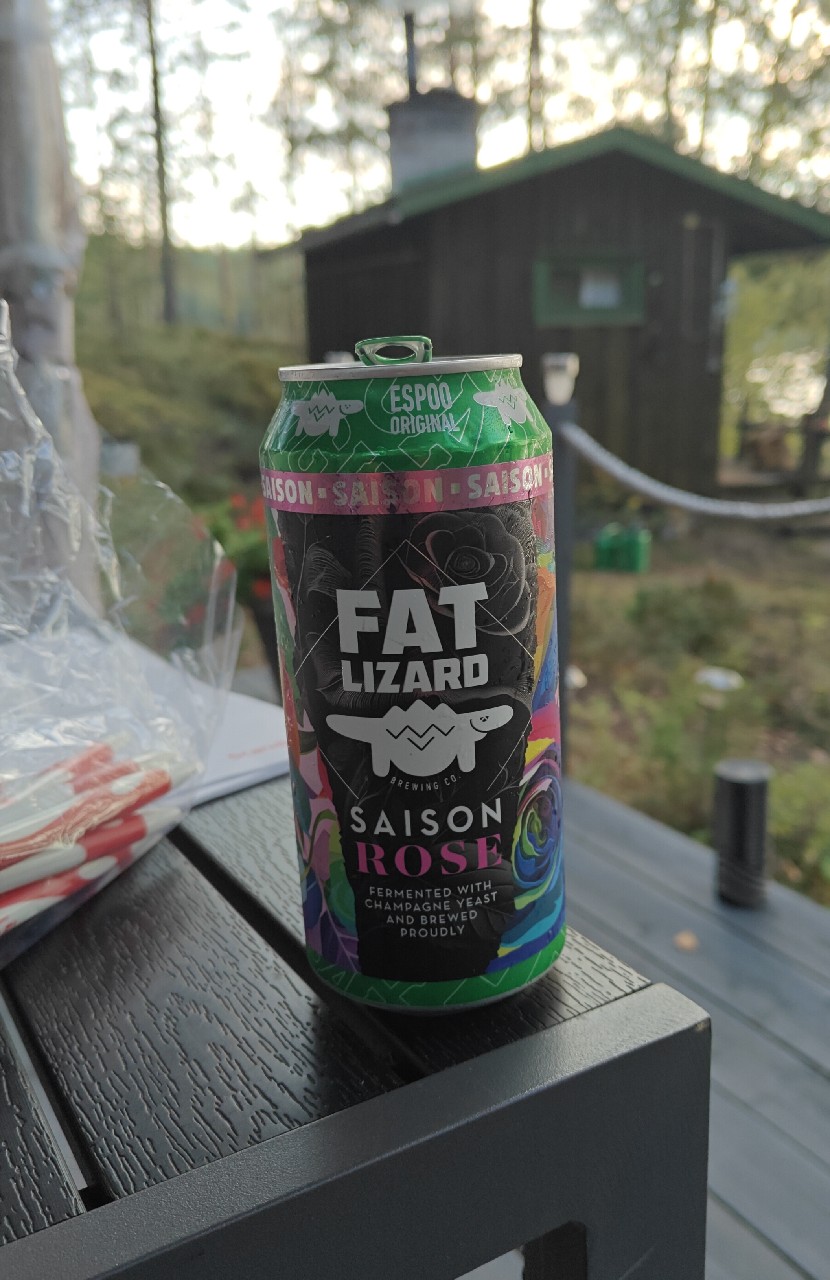 ESPOO
ORIGINAL
SAISON · SAISON · SAISON
FAT
LIZARD
BREWING CO.
SAISON
ROSE
FERMENTED WITH
CHAMPAGNE YEAST
AND BREWED
PROUDLY